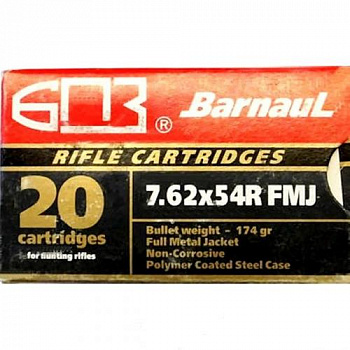 БПЗ ® Barnaul
RIFLE CARTRIDGES
20 7.62x54R FMJ
cartridges
for hunting rifles
Bullet weight - 174 gr
Full Metal Jacket
Non-Corrosive
Polymer Coated Steel Case